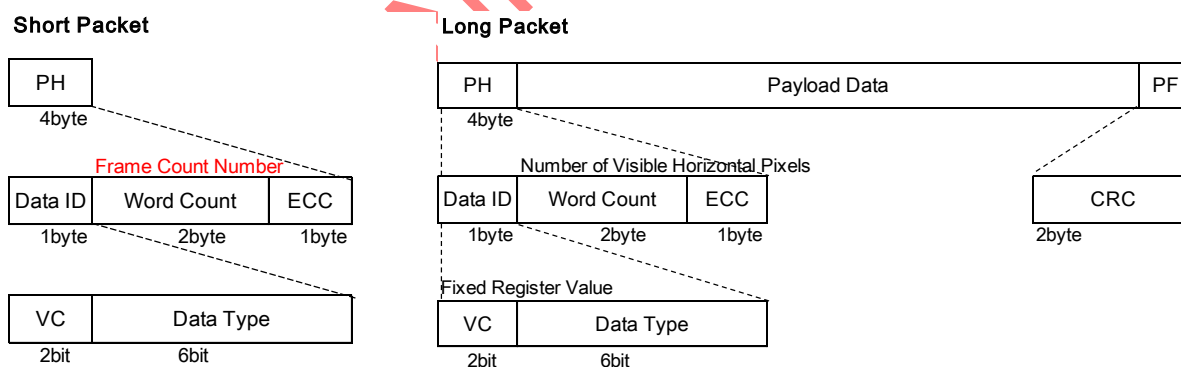 Short Packet
PH
4byte
Frame Count Number
Data ID Word Count ECC
1byte 2byte 1byte
VC Data Type
2bit 6bit
Long Packet
PH Payload Data PF
4byte
Number of Visible Horizontal Pixels
Data ID Word Count ECC
1byte 2byte 1byte
CRC
2byte
Fixed Register Value
VC Data Type
2bit 6bit